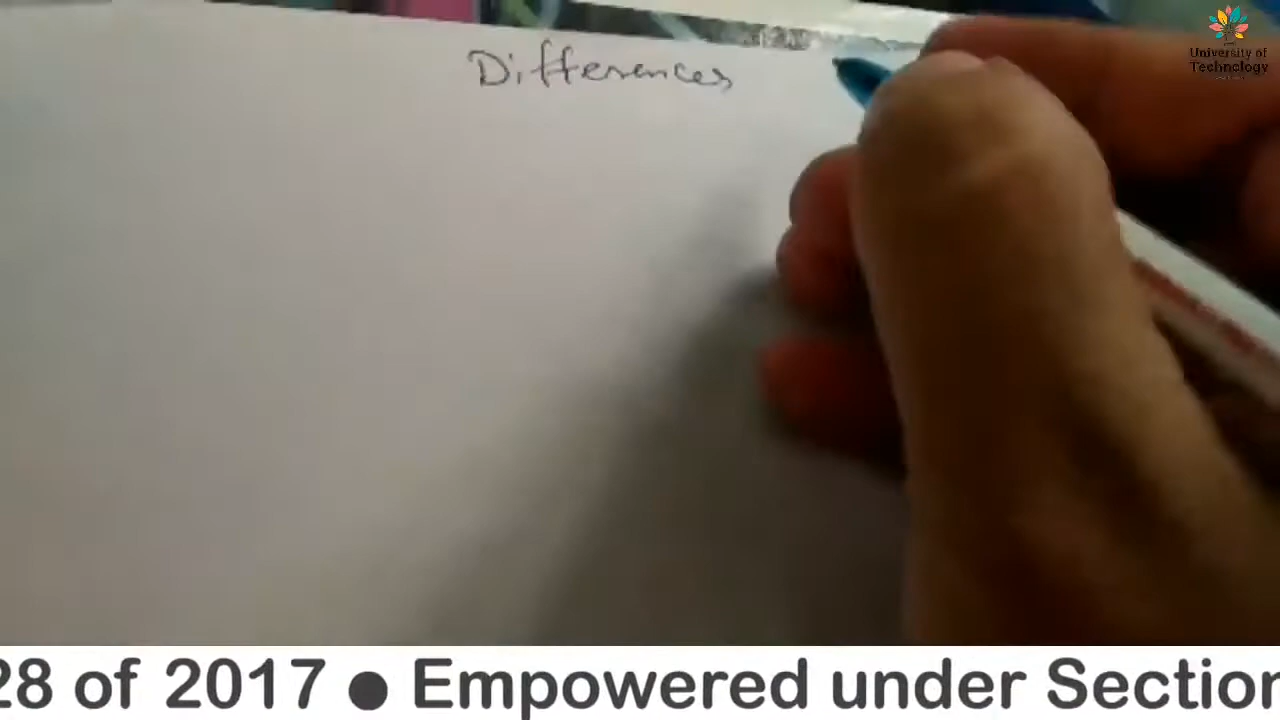 Differences
University of
Technology
28 of 2017 ● Empowered under Section